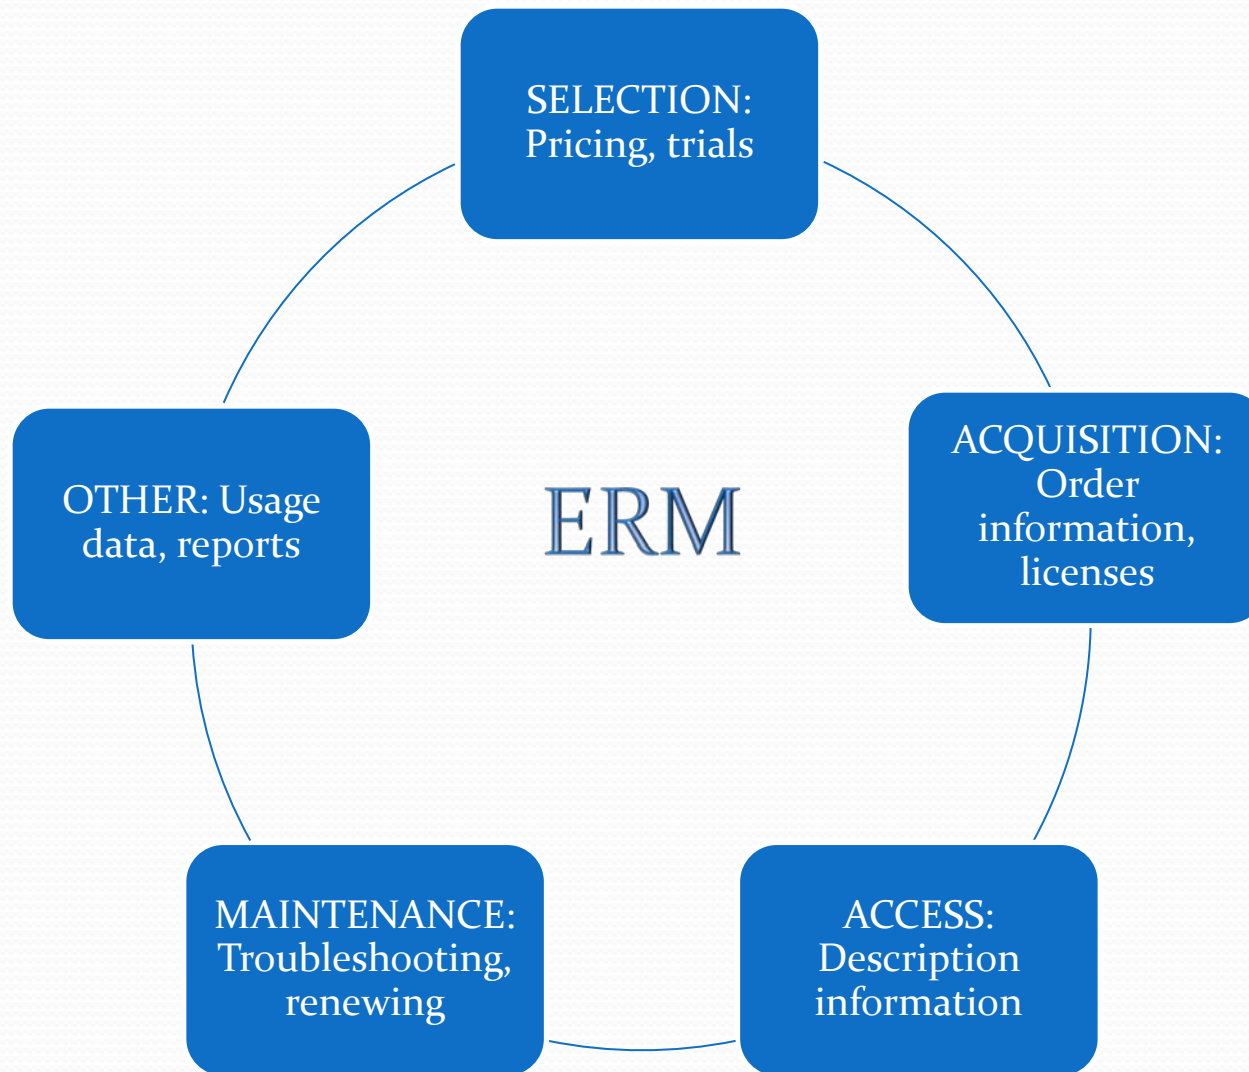 SELECTION:
Pricing, trials
ACQUISITION:
Order
information,
licenses
OTHER: Usage
data, reports
ERM
MAINTENANCE:
Troubleshooting,
renewing
ACCESS:
Description
information